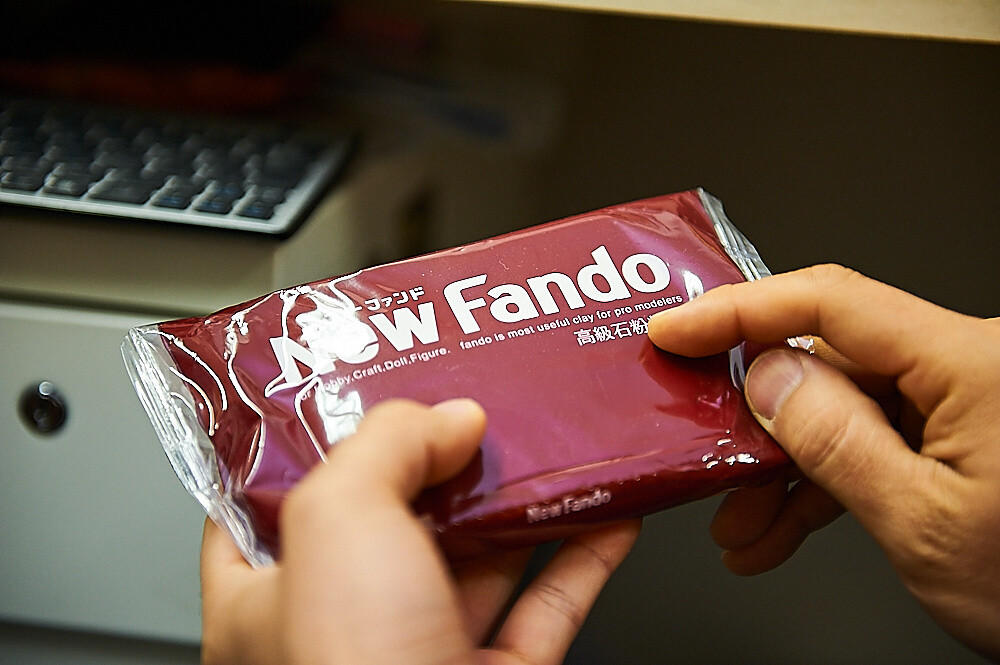 ファンド
New Fando
Hobby.Craft.Doll.Figure. fando is most useful clay for pro modelers
高級石粉
New Fando